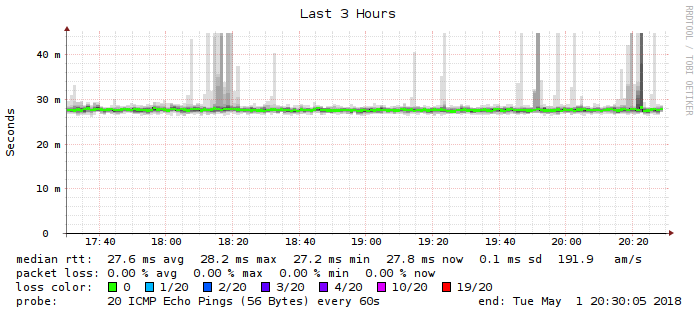 Last 3 Hours
RRDTOOL / TOBI OETIKER
Seconds
40 m
30 m
20 m
10 m
0
17:40 18:00 18:20 18:40 19:00 19:20 19:40 20:00 20:20
median rtt: 27.6 ms avg 28.2 ms max 27.2 ms min 27.8 ms now 0.1 ms sd 191.9 am/s
packet loss: 0.00 % avg 0.00 % max 0.00 % min 0.00 % now
loss color: 0 1/20 2/20 3/20 4/20 10/20 19/20
probe: 20 ICMP Echo Pings (56 Bytes) every 60s end: Tue May 1 20:30:05 2018